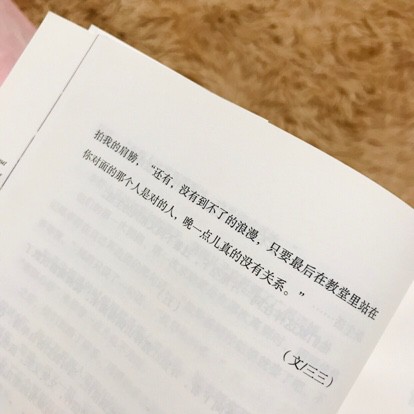 拍我的肩膀，“还有，没有到不了的浪漫，只要最后在教堂里站在
你对面的那个人是对的人，晚一点儿真的没有关系。”
（文/三三）